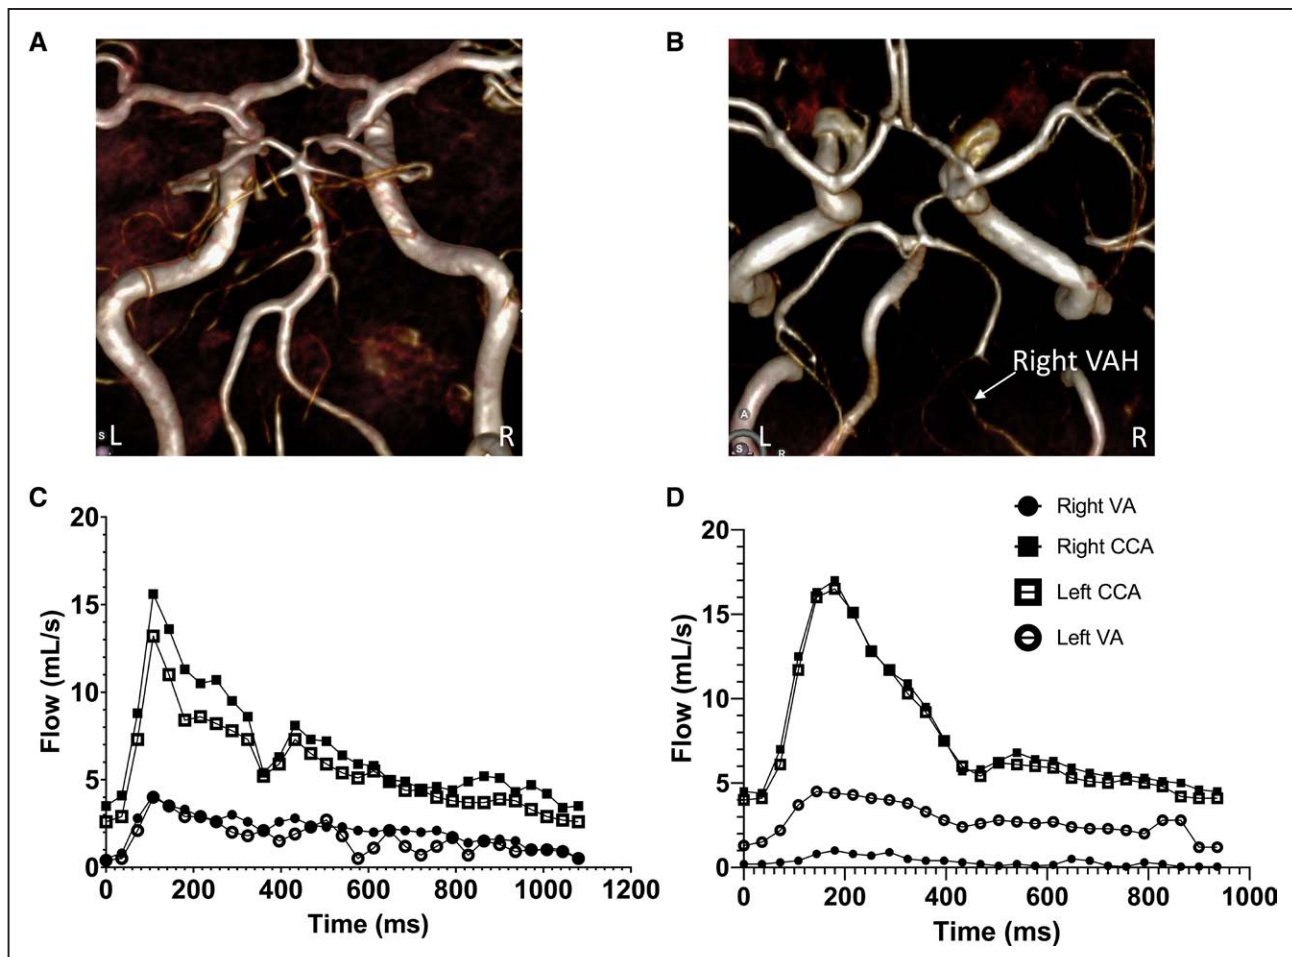 A
B
S
L
R
Right VAH
A
L
S
R
R
C
D
Right VA
Right CCA
Left CCA
Left VA
20
15
10
5
0
Flow (mL/s)
0
200
400
600
800
1000
1200
Time (ms)
20
15
10
5
0
Flow (mL/s)
0
200
400
600
800
1000
Time (ms)